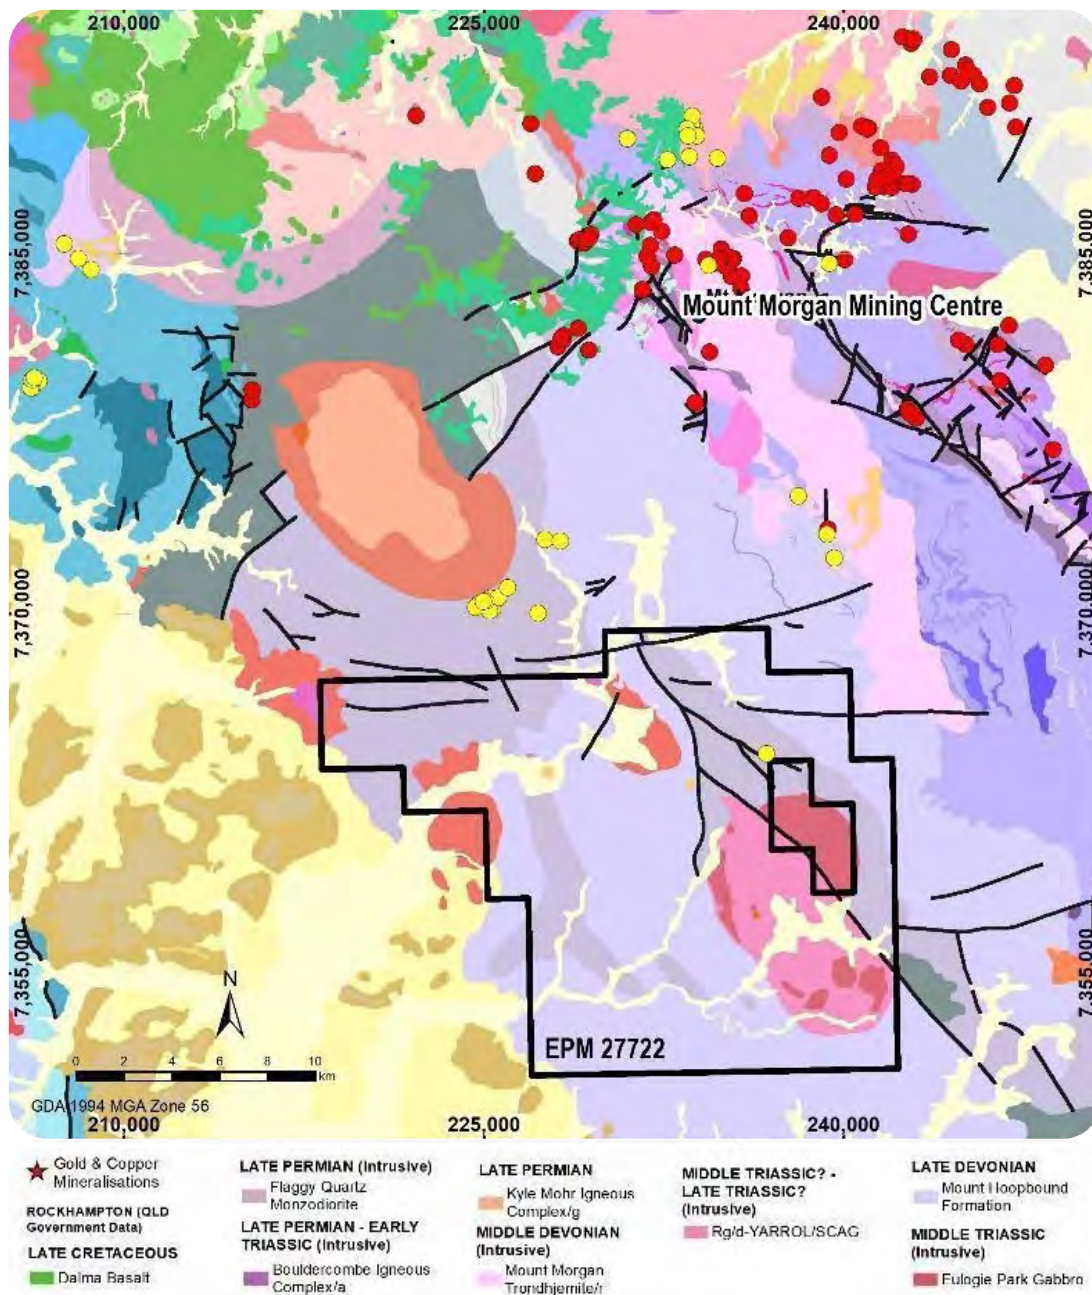 210,000 225,000 240,000
7,385,000 7,385,000
Mount Morgan Mining Centre
7,370,000 7,370,000
7,355,000 7,355,000
N
EPM 27722
0 2 4 6 8 10
km
GDA 1994 MGA Zone 56
210,000 225,000 240,000
Gold & Copper
Mineralisations
ROCKHAMPTON (QLD
Government Data)
LATE CRETACEOUS
Dalma Basalt
LATE PERMIAN (Intrusive)
Flaggy Quartz
Monzodiorite
LATE PERMIAN - EARLY
TRIASSIC (Intrusive)
Bouldercombe Igneous
Complex/a
LATE PERMIAN
Kyle Mohr Igneous
Complex/g
MIDDLE DEVONIAN
(Intrusive)
Mount Morgan
Trondhjemite/r
MIDDLE TRIASSIC? -
LATE TRIASSIC?
(Intrusive)
Rg/d-YARROL/SCAG
LATE DEVONIAN
Mount Hoopbound
Formation
MIDDLE TRIASSIC
(Intrusive)
Eulogie Park Gabbro